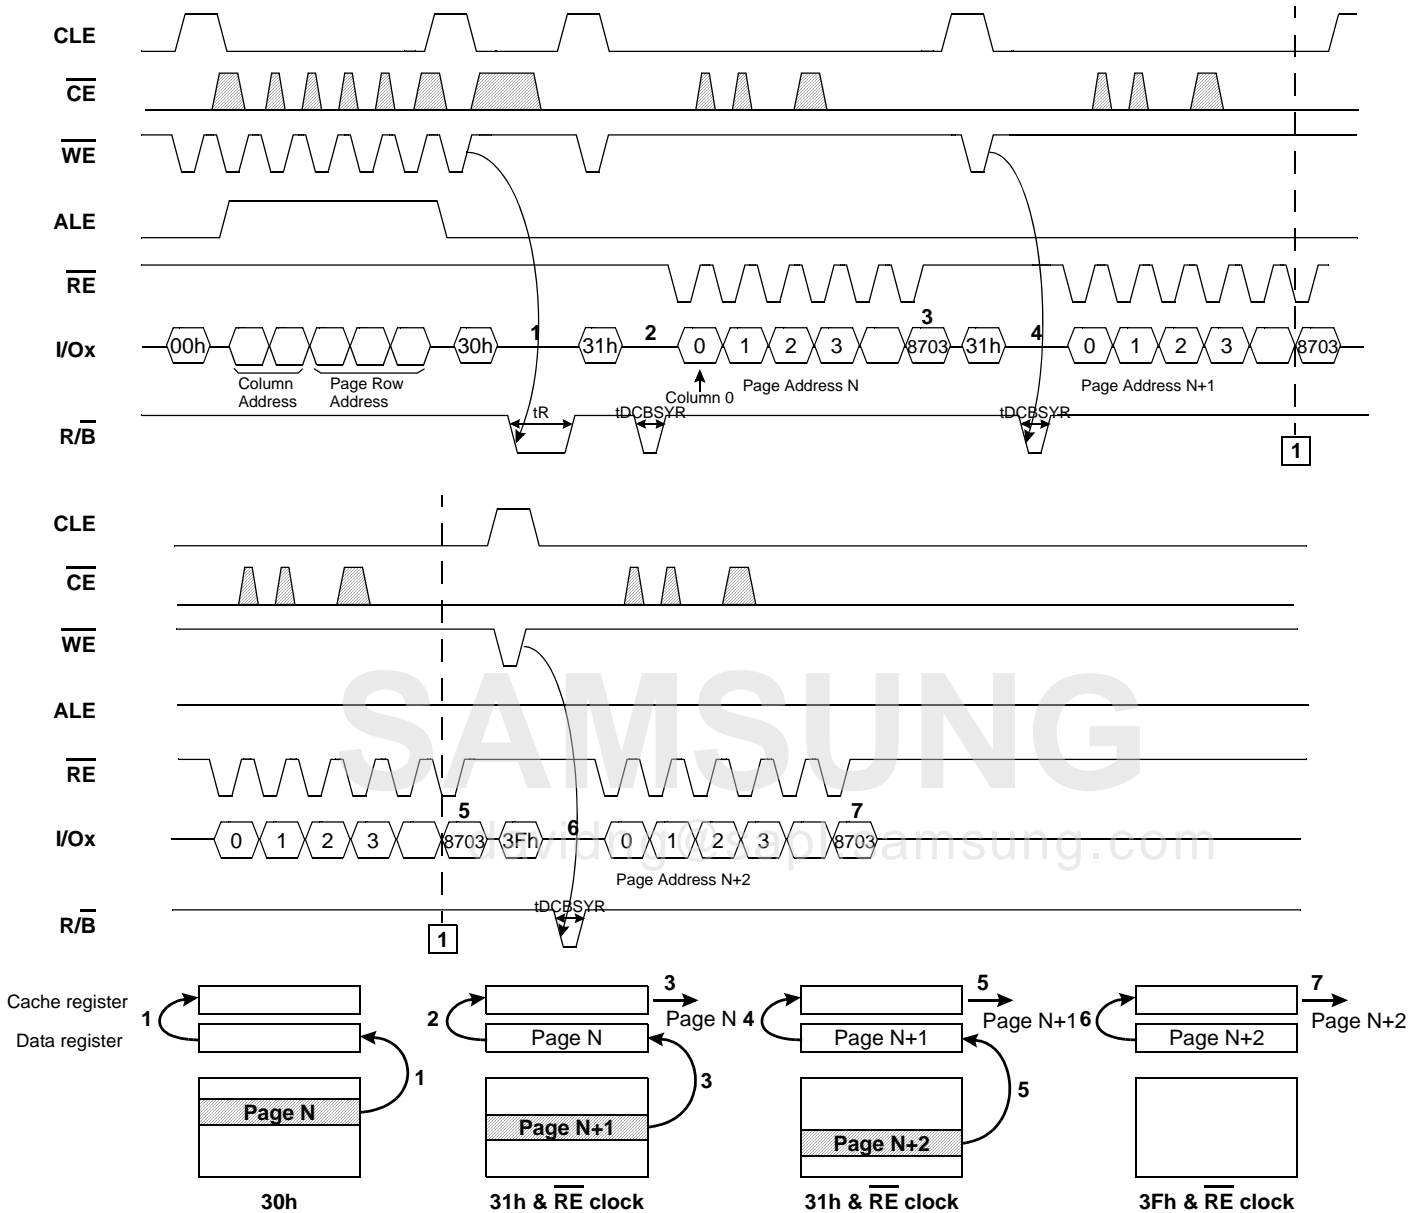 CLE
CE
WE
ALE
RE
I/Ox 00h 30h 1 31h 2 0 1 2 3 3 8703 31h 4 0 1 2 3 8703
Column Address
Page Row Address
Column 0
Page Address N
Page Address N+1
R/B tR tDCBSYR tDCBSYR
1
CLE
CE
WE
SAMSUNG
ALE
RE
I/Ox 0 1 2 3 5 8703 3Fh 6 0 1 2 3 7 8703
davidng@sapl.samsung.com
Page Address N+2
R/B tDCBSYR
1
Cache register
Data register
1
1
Page N
30h
2
3
Page N
Page N
3
Page N+1
31h & RE clock
4
5
Page N+1
Page N+1
5
Page N+2
31h & RE clock
6
7
Page N+2
Page N+2
3Fh & RE clock